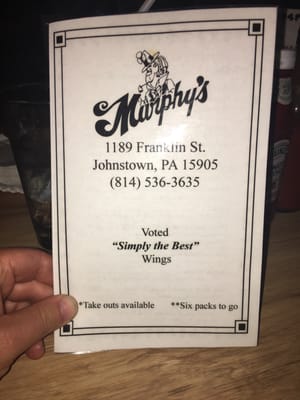 Murphy's
1189 Franklin St.
Johnstown, PA 15905
(814) 536-3635
Voted
"Simply the Best"
Wings
*Take outs available **Six packs to go